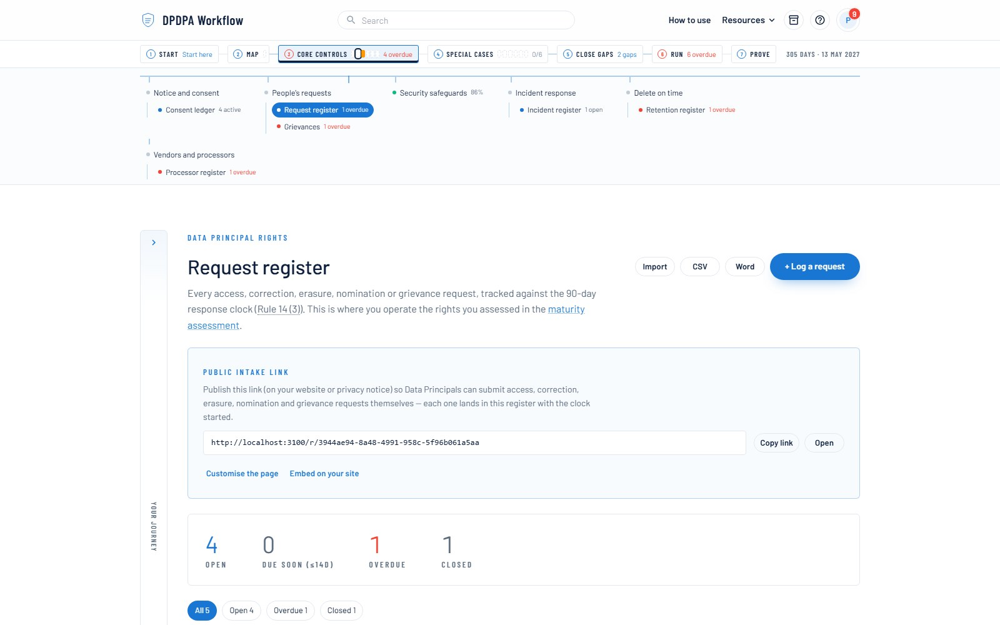 DPDPA Workflow
Search
How to use
Resources
P
9
1 START Start here
2 MAP
3 CORE CONTROLS 4 overdue
4 SPECIAL CASES 0/6
5 CLOSE GAPS 2 gaps
6 RUN 6 overdue
7 PROVE
305 DAYS · 13 MAY 2027
Notice and consent
People's requests
Security safeguards 86%
Incident response
Delete on time
Consent ledger 4 active
Request register 1 overdue
Incident register 1 open
Retention register 1 overdue
Grievances 1 overdue
Vendors and processors
Processor register 1 overdue
DATA PRINCIPAL RIGHTS
Request register
Import
CSV
Word
+ Log a request
Every access, correction, erasure, nomination or grievance request, tracked against the 90-day
response clock (Rule 14 (3)). This is where you operate the rights you assessed in the maturity
assessment.
PUBLIC INTAKE LINK
Publish this link (on your website or privacy notice) so Data Principals can submit access, correction,
erasure, nomination and grievance requests themselves — each one lands in this register with the clock
started.
http://localhost:3100/r/3944ae94-8a48-4991-958c-5f96b061a5aa
Copy link
Open
Customise the page
Embed on your site
YOUR JOURNEY
4
0
1
1
OPEN
DUE SOON (≤14D)
OVERDUE
CLOSED
All 5
Open 4
Overdue 1
Closed 1